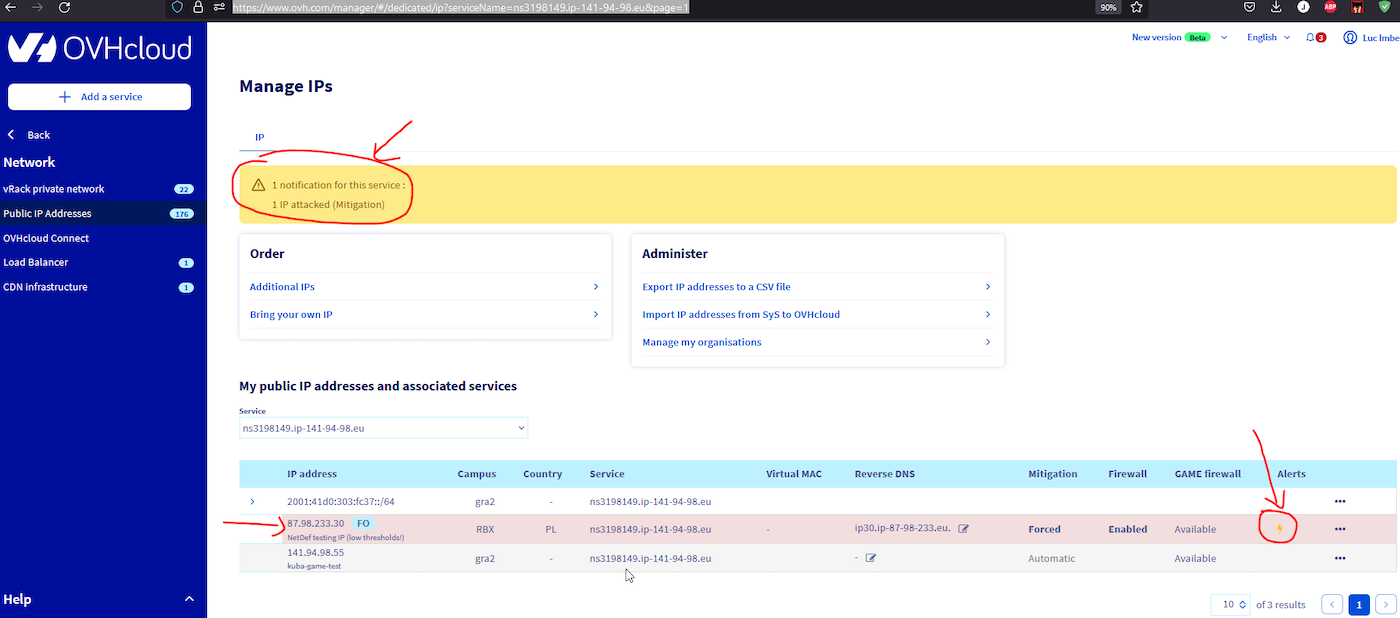 https://www.ovh.com/manager/#/dedicated/ip?serviceName=ns3198149.ip-141-94-98.eu&page=1
90%
J
ABP
OVHcloud
New version Beta
English
3
Luc Imbe
+ Add a service
Back
Network
vRack private network 22
Public IP Addresses 176
OVHcloud Connect
Load Balancer 1
CDN infrastructure 1
Help
Manage IPs
IP
1 notification for this service :
1 IP attacked (Mitigation)
Order
Additional IPs
Bring your own IP
Administer
Export IP addresses to a CSV file
Import IP addresses from SyS to OVHcloud
Manage my organisations
My public IP addresses and associated services
Service
ns3198149.ip-141-94-98.eu
IP address Campus Country Service Virtual MAC Reverse DNS Mitigation Firewall GAME firewall Alerts
2001:41d0:303:fc37::/64 gra2 - ns3198149.ip-141-94-98.eu
87.98.233.30 FO RBX PL ns3198149.ip-141-94-98.eu - ip30.ip-87-98-233.eu. Forced Enabled Available
NetDef testing IP (low thresholds!)
141.94.98.55 gra2 - ns3198149.ip-141-94-98.eu - Automatic Available
kuba-game-test
10 of 3 results 1